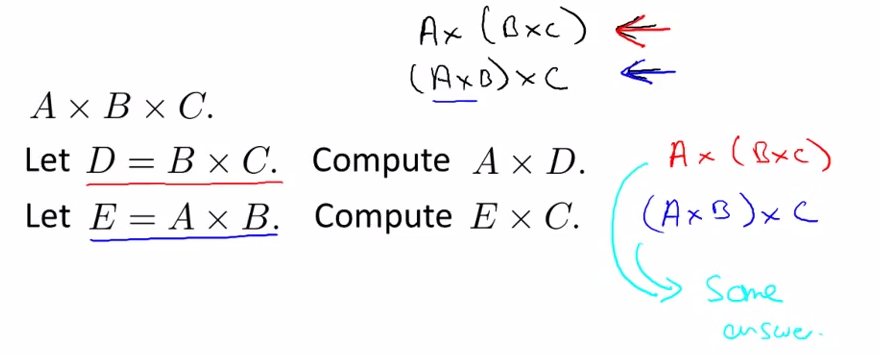 A × (B × C)
(A × B) × C
A × B × C.
Let D = B × C. Compute A × D.
A × (B × C)
Let E = A × B. Compute E × C.
(A × B) × C
Same
answer.